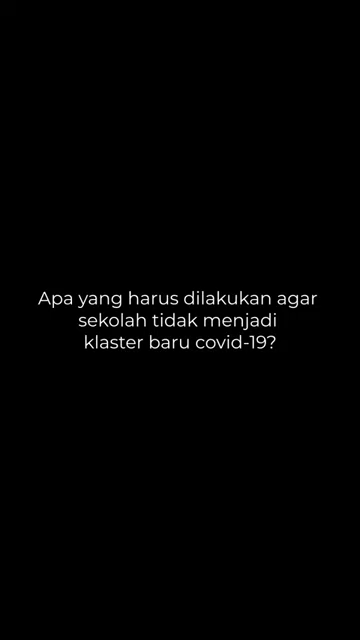 Apa yang harus dilakukan agar
sekolah tidak menjadi
klaster baru covid-19?